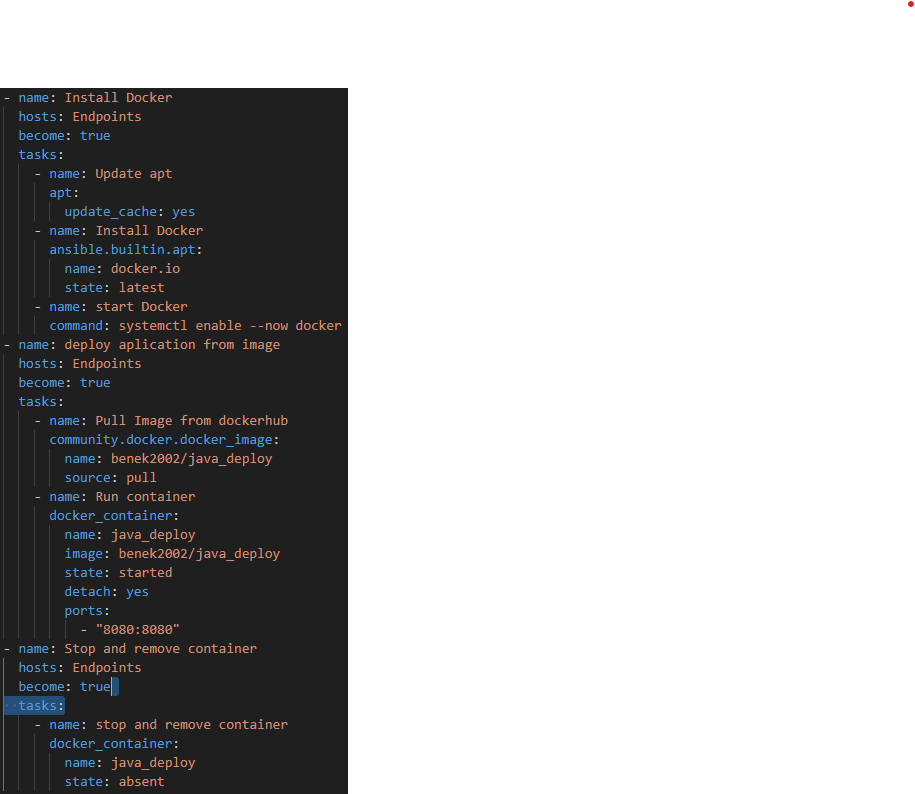 - name: Install Docker
  hosts: Endpoints
  become: true
  tasks:
    - name: Update apt
      apt:
        update_cache: yes
    - name: Install Docker
      ansible.builtin.apt:
        name: docker.io
        state: latest
    - name: start Docker
      command: systemctl enable --now docker
- name: deploy aplication from image
  hosts: Endpoints
  become: true
  tasks:
    - name: Pull Image from dockerhub
      community.docker.docker_image:
        name: benek2002/java_deploy
        source: pull
    - name: Run container
      docker_container:
        name: java_deploy
        image: benek2002/java_deploy
        state: started
        detach: yes
        ports:
          - "8080:8080"
- name: Stop and remove container
  hosts: Endpoints
  become: true
  tasks:
    - name: stop and remove container
      docker_container:
        name: java_deploy
        state: absent